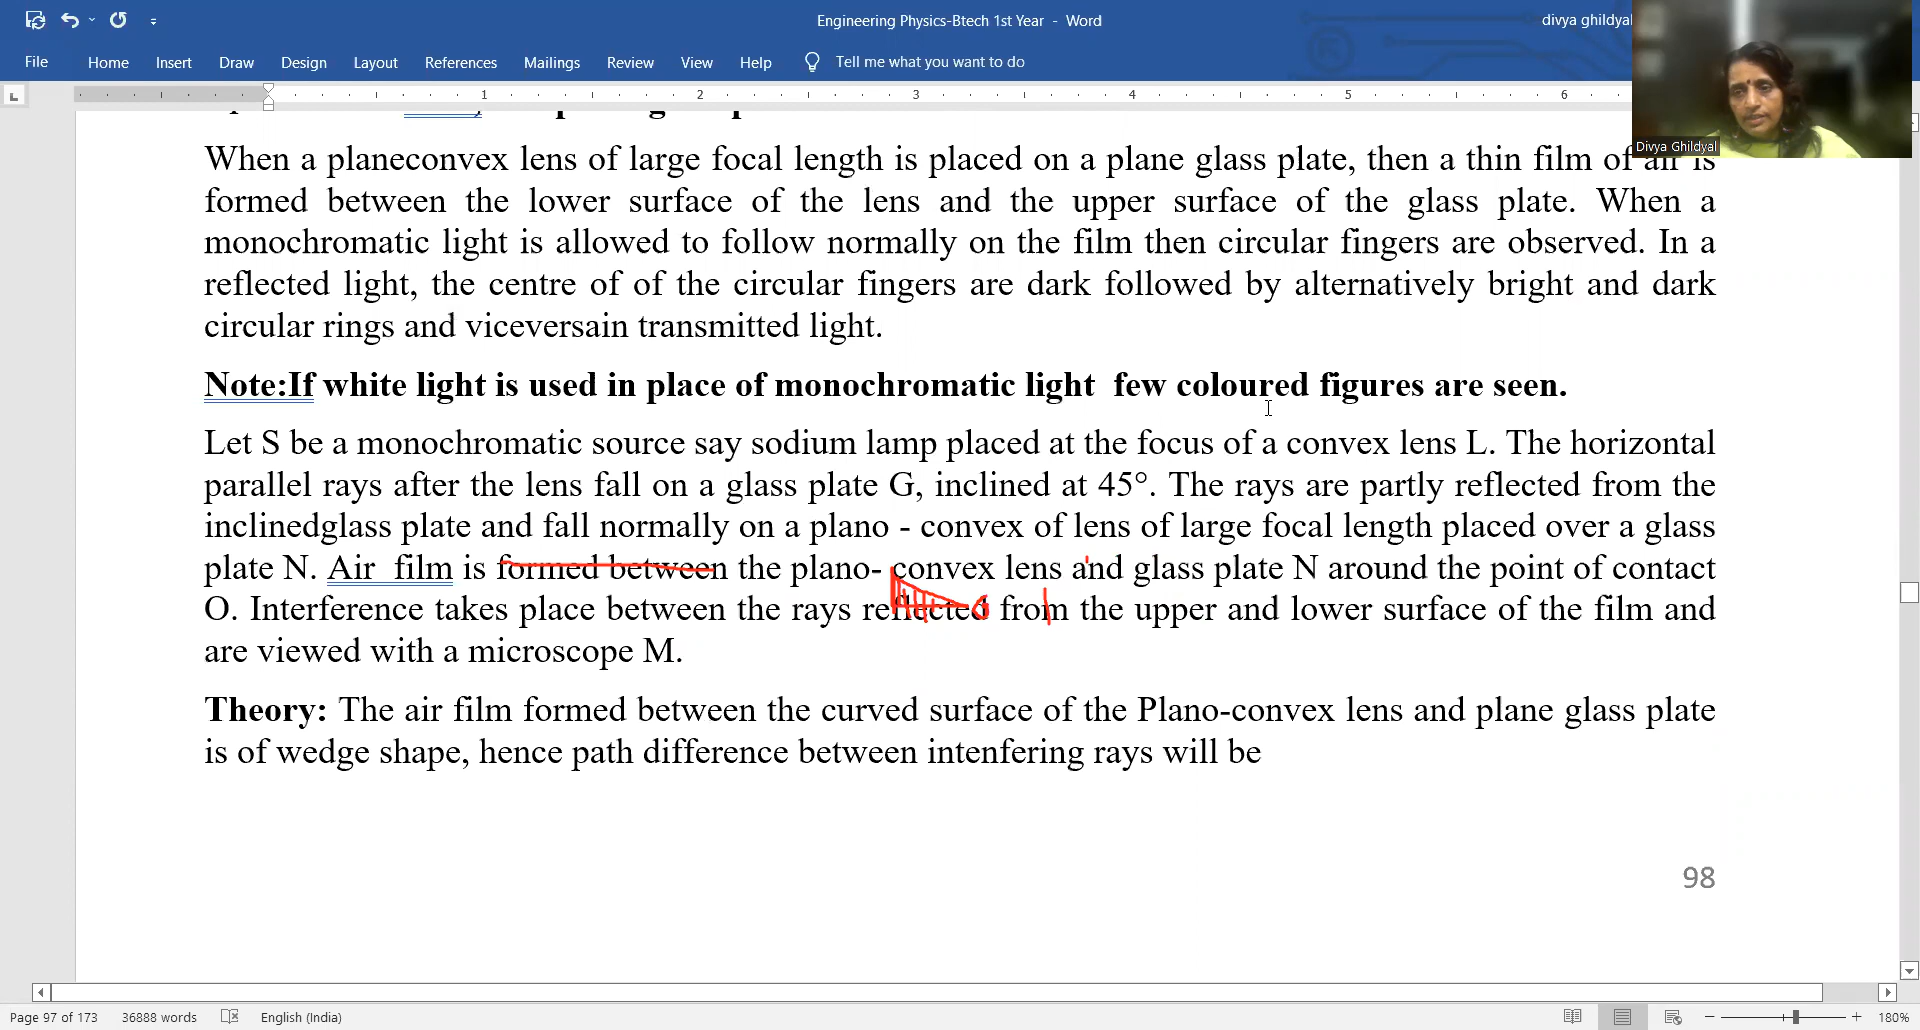 Engineering Physics-Btech 1st Year - Word
divya ghildyal
File Home Insert Draw Design Layout References Mailings Review View Help Tell me what you want to do
1 2 3 4 5 6
Divya Ghildyal
When a planeconvex lens of large focal length is placed on a plane glass plate, then a thin film of air is
formed between the lower surface of the lens and the upper surface of the glass plate. When a
monochromatic light is allowed to follow normally on the film then circular fingers are observed. In a
reflected light, the centre of of the circular fingers are dark followed by alternatively bright and dark
circular rings and viceversain transmitted light.
Note:If white light is used in place of monochromatic light few coloured figures are seen.
Let S be a monochromatic source say sodium lamp placed at the focus of a convex lens L. The horizontal
parallel rays after the lens fall on a glass plate G, inclined at 45°. The rays are partly reflected from the
inclinedglass plate and fall normally on a plano - convex of lens of large focal length placed over a glass
plate N. Air film is formed between the plano- convex lens and glass plate N around the point of contact
O. Interference takes place between the rays reflected from the upper and lower surface of the film and
are viewed with a microscope M.
Theory: The air film formed between the curved surface of the Plano-convex lens and plane glass plate
is of wedge shape, hence path difference between intenfering rays will be
98
Page 97 of 173 36888 words English (India) 180%